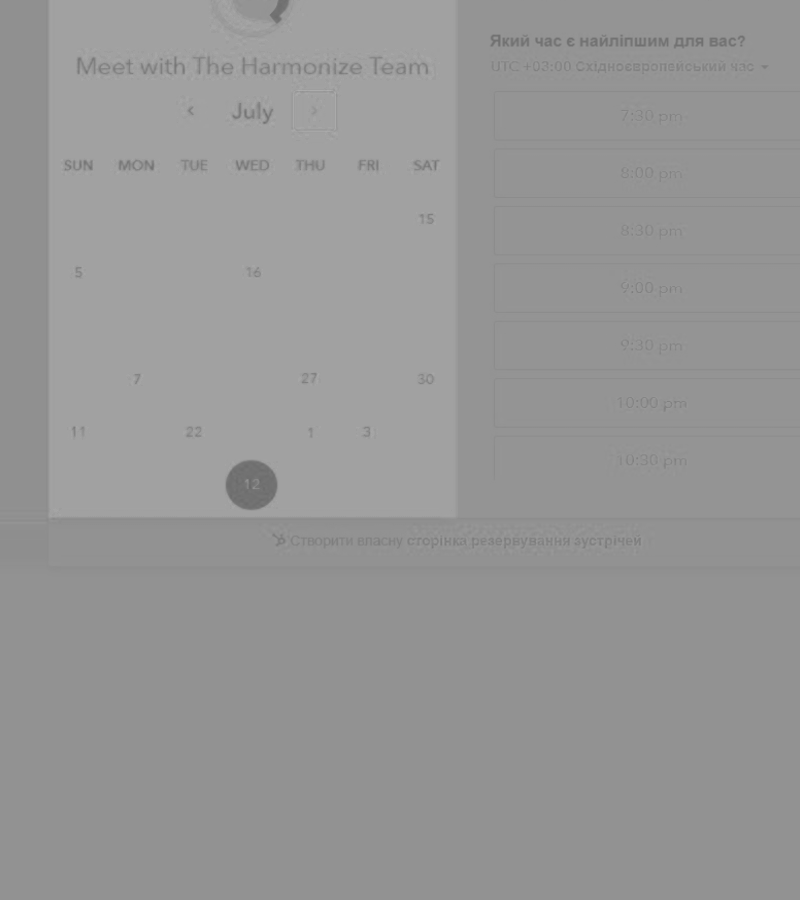 Meet with The Harmonize Team
July
SUN MON TUE WED THU FRI SAT
15
5 16
7 27 30
11 22 1 3
12
Який час є найліпшим для вас?
UTC +03:00 Східноєвропейський час
7:30 pm
8:00 pm
8:30 pm
9:00 pm
9:30 pm
10:00 pm
10:30 pm
Створити власну сторінка резервування зустрічей